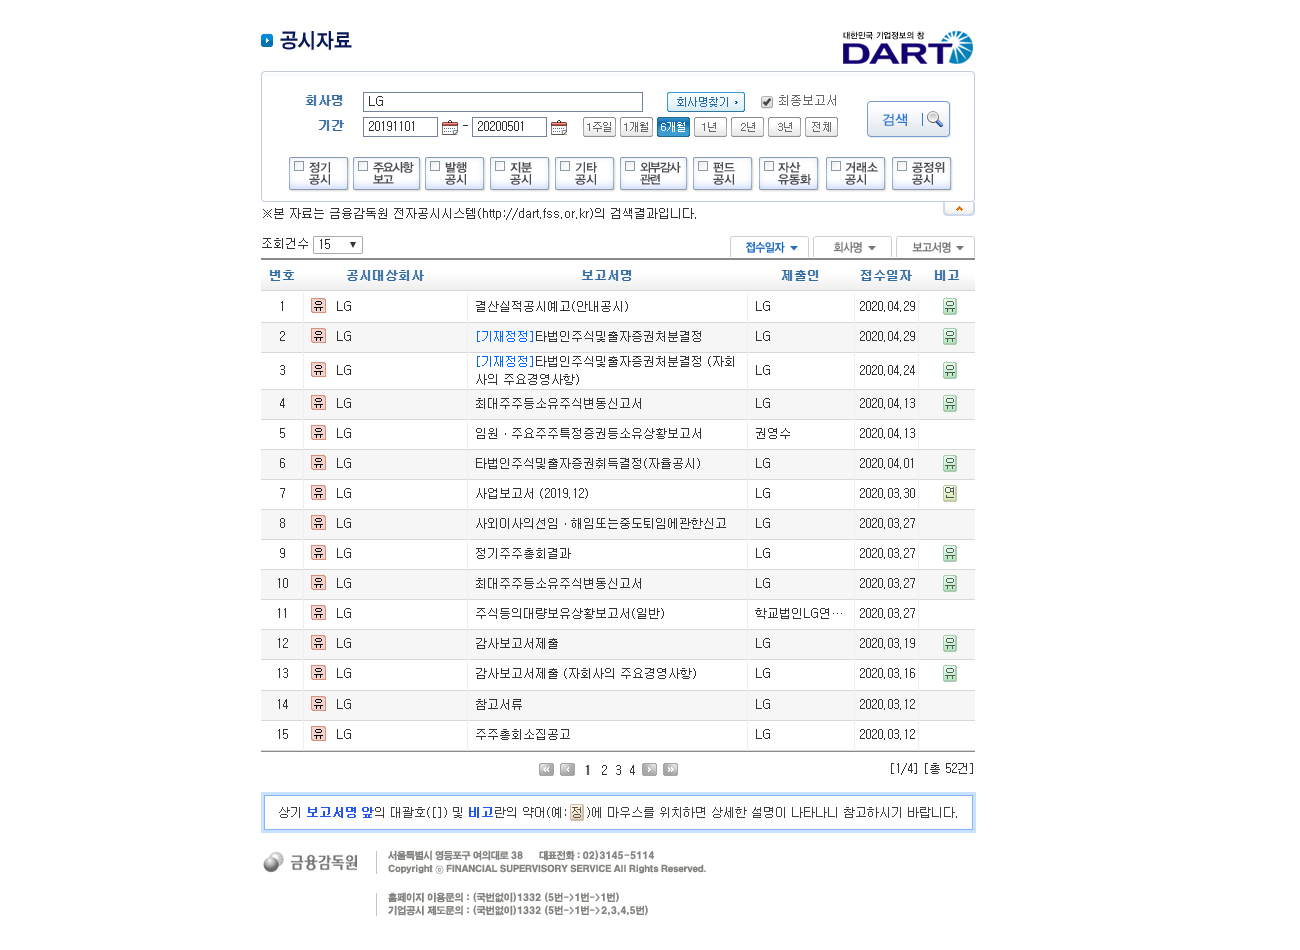 공시자료
대한민국 기업정보의 창
DART
회사명 LG 회사명찾기 최종보고서
기간 20191101 - 20200501 1주일 1개월 6개월 1년 2년 3년 전체
검색
정기공시 주요사항보고 발행공시 지분공시 기타공시 외부감사관련 펀드공시 자산유동화 거래소공시 공정위공시
※본 자료는 금융감독원 전자공시시스템(http://dart.fss.or.kr)의 검색결과입니다.
조회건수 15 접수일자 회사명 보고서명
번호 공시대상회사 보고서명 제출인 접수일자 비고
1 유 LG 결산실적공시예고(안내공시) LG 2020.04.29 유
2 유 LG [기재정정]타법인주식및출자증권처분결정 LG 2020.04.29 유
3 유 LG [기재정정]타법인주식및출자증권처분결정 (자회
사의 주요경영사항) LG 2020.04.24 유
4 유 LG 최대주주등소유주식변동신고서 LG 2020.04.13 유
5 유 LG 임원ㆍ주요주주특정증권등소유상황보고서 권영수 2020.04.13
6 유 LG 타법인주식및출자증권취득결정(자율공시) LG 2020.04.01 유
7 유 LG 사업보고서 (2019.12) LG 2020.03.30 연
8 유 LG 사외이사의선임ㆍ해임또는중도퇴임에관한신고 LG 2020.03.27
9 유 LG 정기주주총회결과 LG 2020.03.27 유
10 유 LG 최대주주등소유주식변동신고서 LG 2020.03.27 유
11 유 LG 주식등의대량보유상황보고서(일반) 학교법인LG연… 2020.03.27
12 유 LG 감사보고서제출 LG 2020.03.19 유
13 유 LG 감사보고서제출 (자회사의 주요경영사항) LG 2020.03.16 유
14 유 LG 참고서류 LG 2020.03.12
15 유 LG 주주총회소집공고 LG 2020.03.12
1 2 3 4 [1/4] [총 52건]
상기 보고서명 앞의 대괄호([]) 및 비고란의 약어(예:정)에 마우스를 위치하면 상세한 설명이 나타나니 참고하시기 바랍니다.
금융감독원
서울특별시 영등포구 여의대로 38 대표전화 : 02)3145-5114
Copyright ⓒ FINANCIAL SUPERVISORY SERVICE All Rights Reserved.
홈페이지 이용문의 : (국번없이)1332 (5번->1번->1번)
기업공시 제도문의 : (국번없이)1332 (5번->1번->2,3,4,5번)